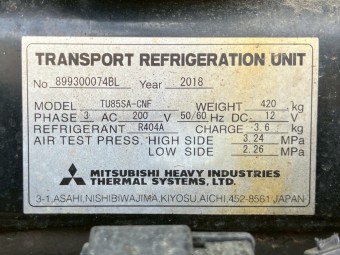 TRANSPORT REFRIGERATION UNIT
No 899300074BL Year 2018
MODEL TU85SA-CNF WEIGHT 420 kg
PHASE 3 AC 200 V 50/60 Hz DC 12 V
REFRIGERANT R404A CHARGE 3.6 kg
AIR TEST PRESS. HIGH SIDE 3.24 MPa
LOW SIDE 2.26 MPa
MITSUBISHI HEAVY INDUSTRIES
THERMAL SYSTEMS, LTD.
3-1, ASAHI, NISHIBIWAJIMA, KIYOSU, AICHI, 452-8561 JAPAN